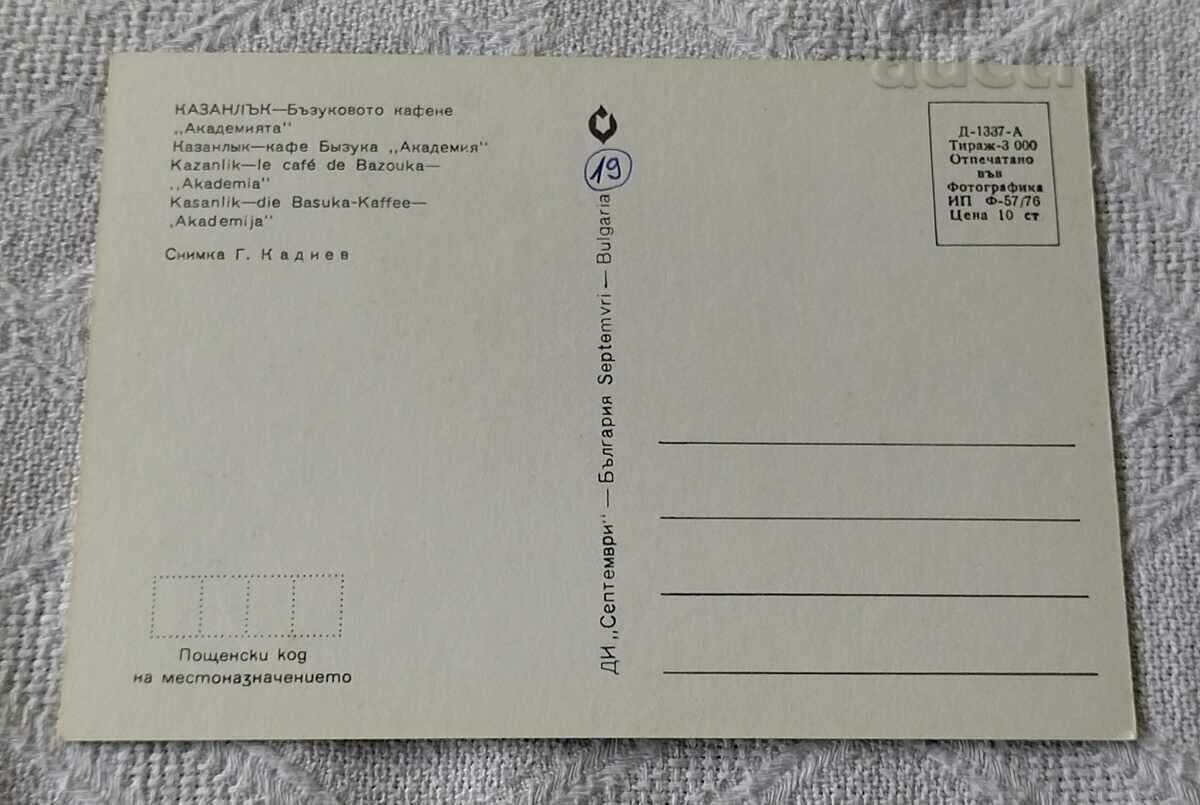 КАЗАНЛЪК—Бъзуковото кафене
„Академията"
Казанлык—кафе Бызука „Академия"
Kazanlik—le café de Bazouka—
„Akademia"
Kasanlik—die Basuka-Kaffee—
„Akademija"
Снимка Г. Кадиев
Пощенски код
на местоназначението
19
ДИ „Септември" — България Septemvri — Bulgaria
Д-1337-А
Тираж-3 000
Отпечатано
във
Фотографика
ИП Ф-57/76
Цена 10 ст
aucti